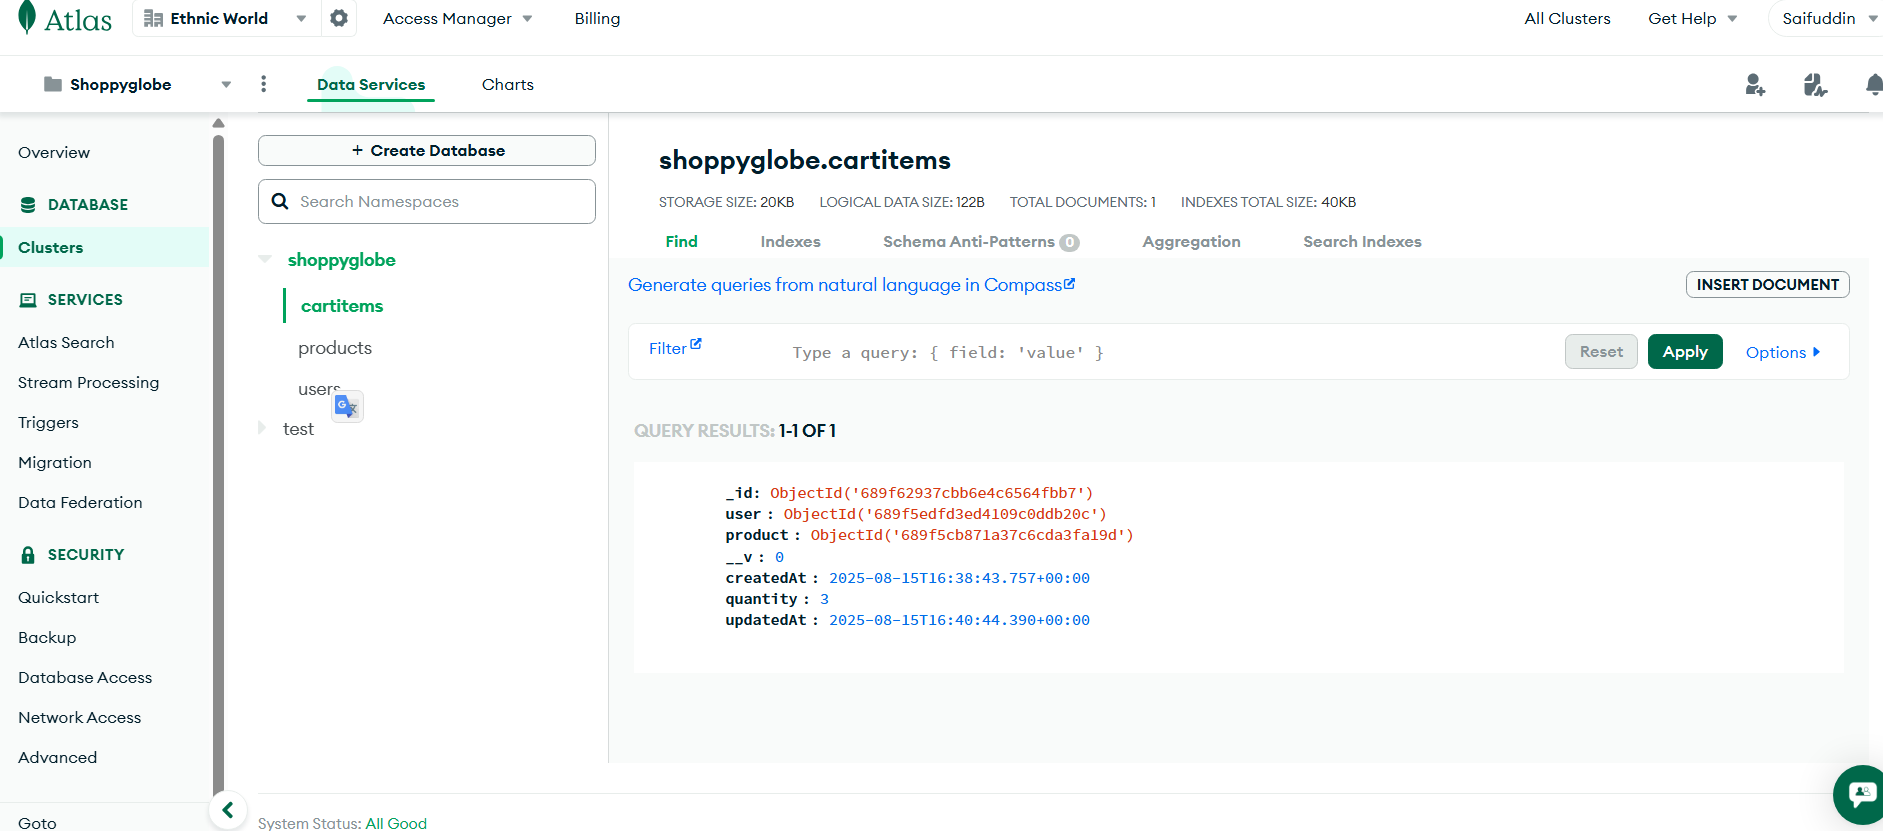 Atlas
Ethnic World
Access Manager
Billing
All Clusters
Get Help
Saifuddin
Shoppyglobe
Data Services
Charts
Overview
DATABASE
Clusters
SERVICES
Atlas Search
Stream Processing
Triggers
Migration
Data Federation
SECURITY
Quickstart
Backup
Database Access
Network Access
Advanced
Goto
+ Create Database
Search Namespaces
shoppyglobe
cartitems
products
users
G 文
test
shoppyglobe.cartitems
STORAGE SIZE: 20KB LOGICAL DATA SIZE: 122B TOTAL DOCUMENTS: 1 INDEXES TOTAL SIZE: 40KB
Find Indexes Schema Anti-Patterns 0 Aggregation Search Indexes
Generate queries from natural language in Compass
INSERT DOCUMENT
Filter
Type a query: { field: 'value' }
Reset
Apply
Options
QUERY RESULTS: 1-1 OF 1
_id: ObjectId('689f62937cbb6e4c6564fbb7')
user : ObjectId('689f5edfd3ed4109c0ddb20c')
product : ObjectId('689f5cb871a37c6cda3fa19d')
__v : 0
createdAt : 2025-08-15T16:38:43.757+00:00
quantity : 3
updatedAt : 2025-08-15T16:40:44.390+00:00
System Status: All Good